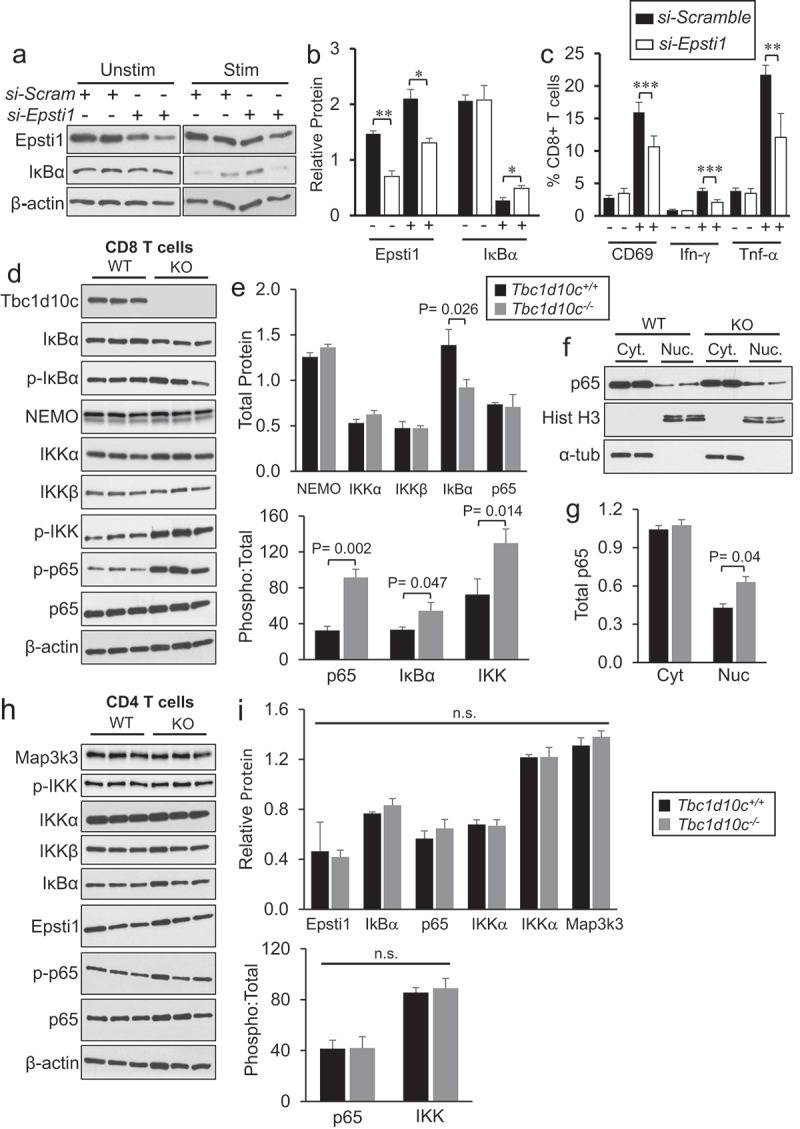 si-Scramble
si-Epsti1
a
Unstim Stim
si-Scram + + - - + + - -
si-Epsti1 - - + + - - + +
Epsti1
IκBα
β-actin
b
Relative Protein
3
2
1
0
** * *
- - + + - - + +
Epsti1 IκBα
c
% CD8+ T cells
25
20
15
10
5
0
*** *** **
- - + + - - + + - - + +
CD69 Ifn-γ Tnf-α
d
CD8 T cells
WT KO
Tbc1d10c
IκBα
p-IκBα
NEMO
IKKα
IKKβ
p-IKK
p-p65
p65
β-actin
e
Tbc1d10c+/+
Tbc1d10c-/-
Total Protein
2.0
1.5
1.0
0.5
0.0
P= 0.026
NEMO IKKα IKKβ IkBα p65
Phospho:Total
160
120
80
40
0
P= 0.002 P= 0.047 P= 0.014
p65 IκBα IKK
f
WT KO
Cyt. Nuc. Cyt. Nuc.
p65
Hist H3
α-tub
g
Total p65
1.2
0.9
0.6
0.3
0.0
P= 0.04
Cyt Nuc
h
CD4 T cells
WT KO
Map3k3
p-IKK
IKKα
IKKβ
IκBα
Epsti1
p-p65
p65
β-actin
i
Relative Protein
1.6
1.2
0.8
0.4
0.0
n.s.
Epsti1 IkBα p65 IKKα IKKα Map3k3
Tbc1d10c+/+
Tbc1d10c-/-
Phospho:Total
120
80
40
0
n.s.
p65 IKK